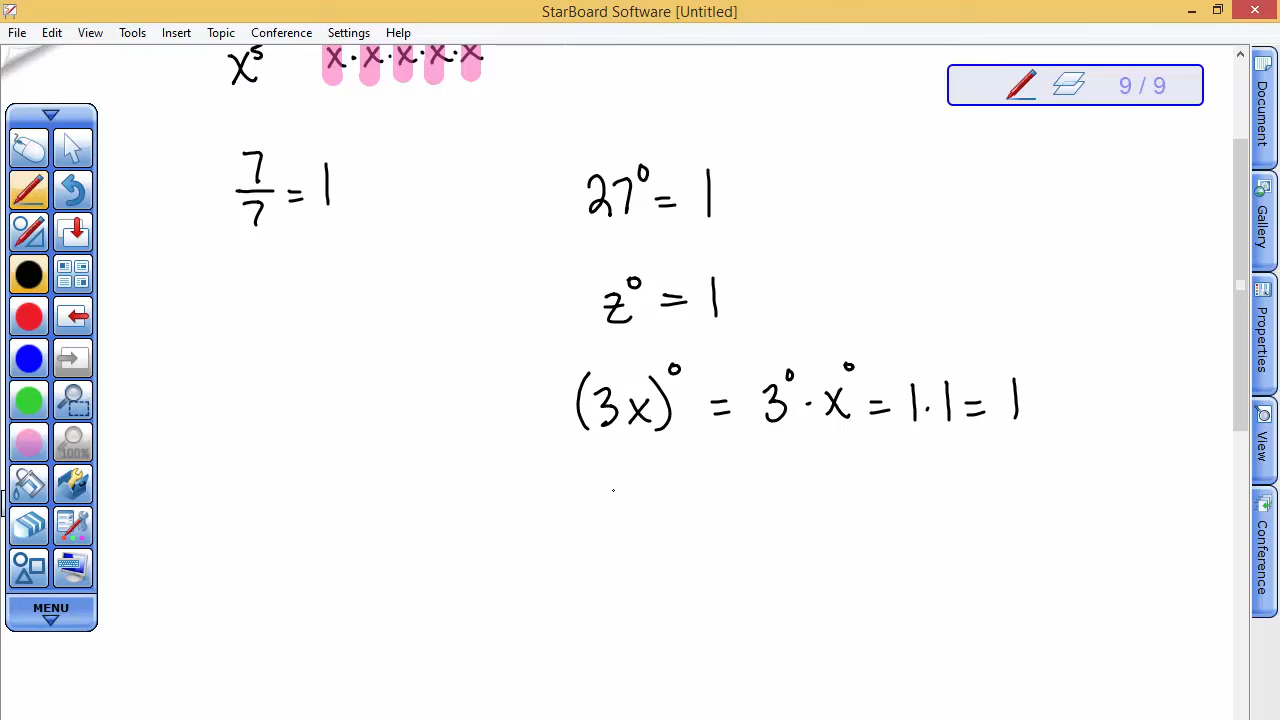 StarBoard Software [Untitled]
File Edit View Tools Insert Topic Conference Settings Help
x⁵ x·x·x·x·x
9 / 9
7/7 = 1
27⁰ = 1
z⁰ = 1
(3x)⁰ = 3⁰ · x⁰ = 1 · 1 = 1
100%
MENU
Document
Gallery
Properties
View
Conference